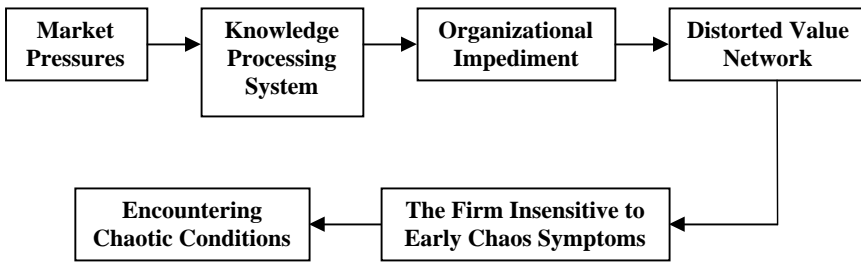 Market
Pressures
Knowledge
Processing
System
Organizational
Impediment
Distorted Value
Network
The Firm Insensitive to
Early Chaos Symptoms
Encountering
Chaotic Conditions